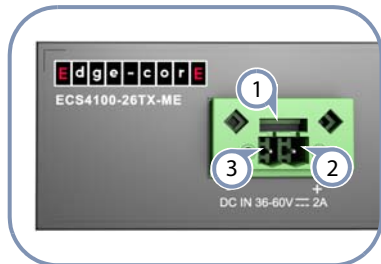 Edge-corE
ECS4100-26TX-ME
1
3
2
+
DC IN 36-60V ⎓ 2A